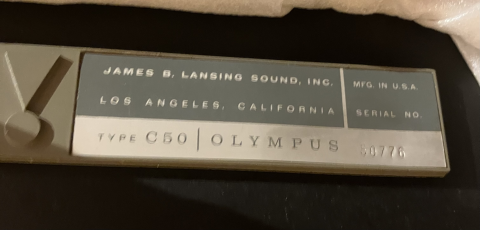 JAMES B. LANSING SOUND, INC.
LOS ANGELES, CALIFORNIA
MFG. IN U.S.A.
SERIAL NO.
TYPE C50 | OLYMPUS